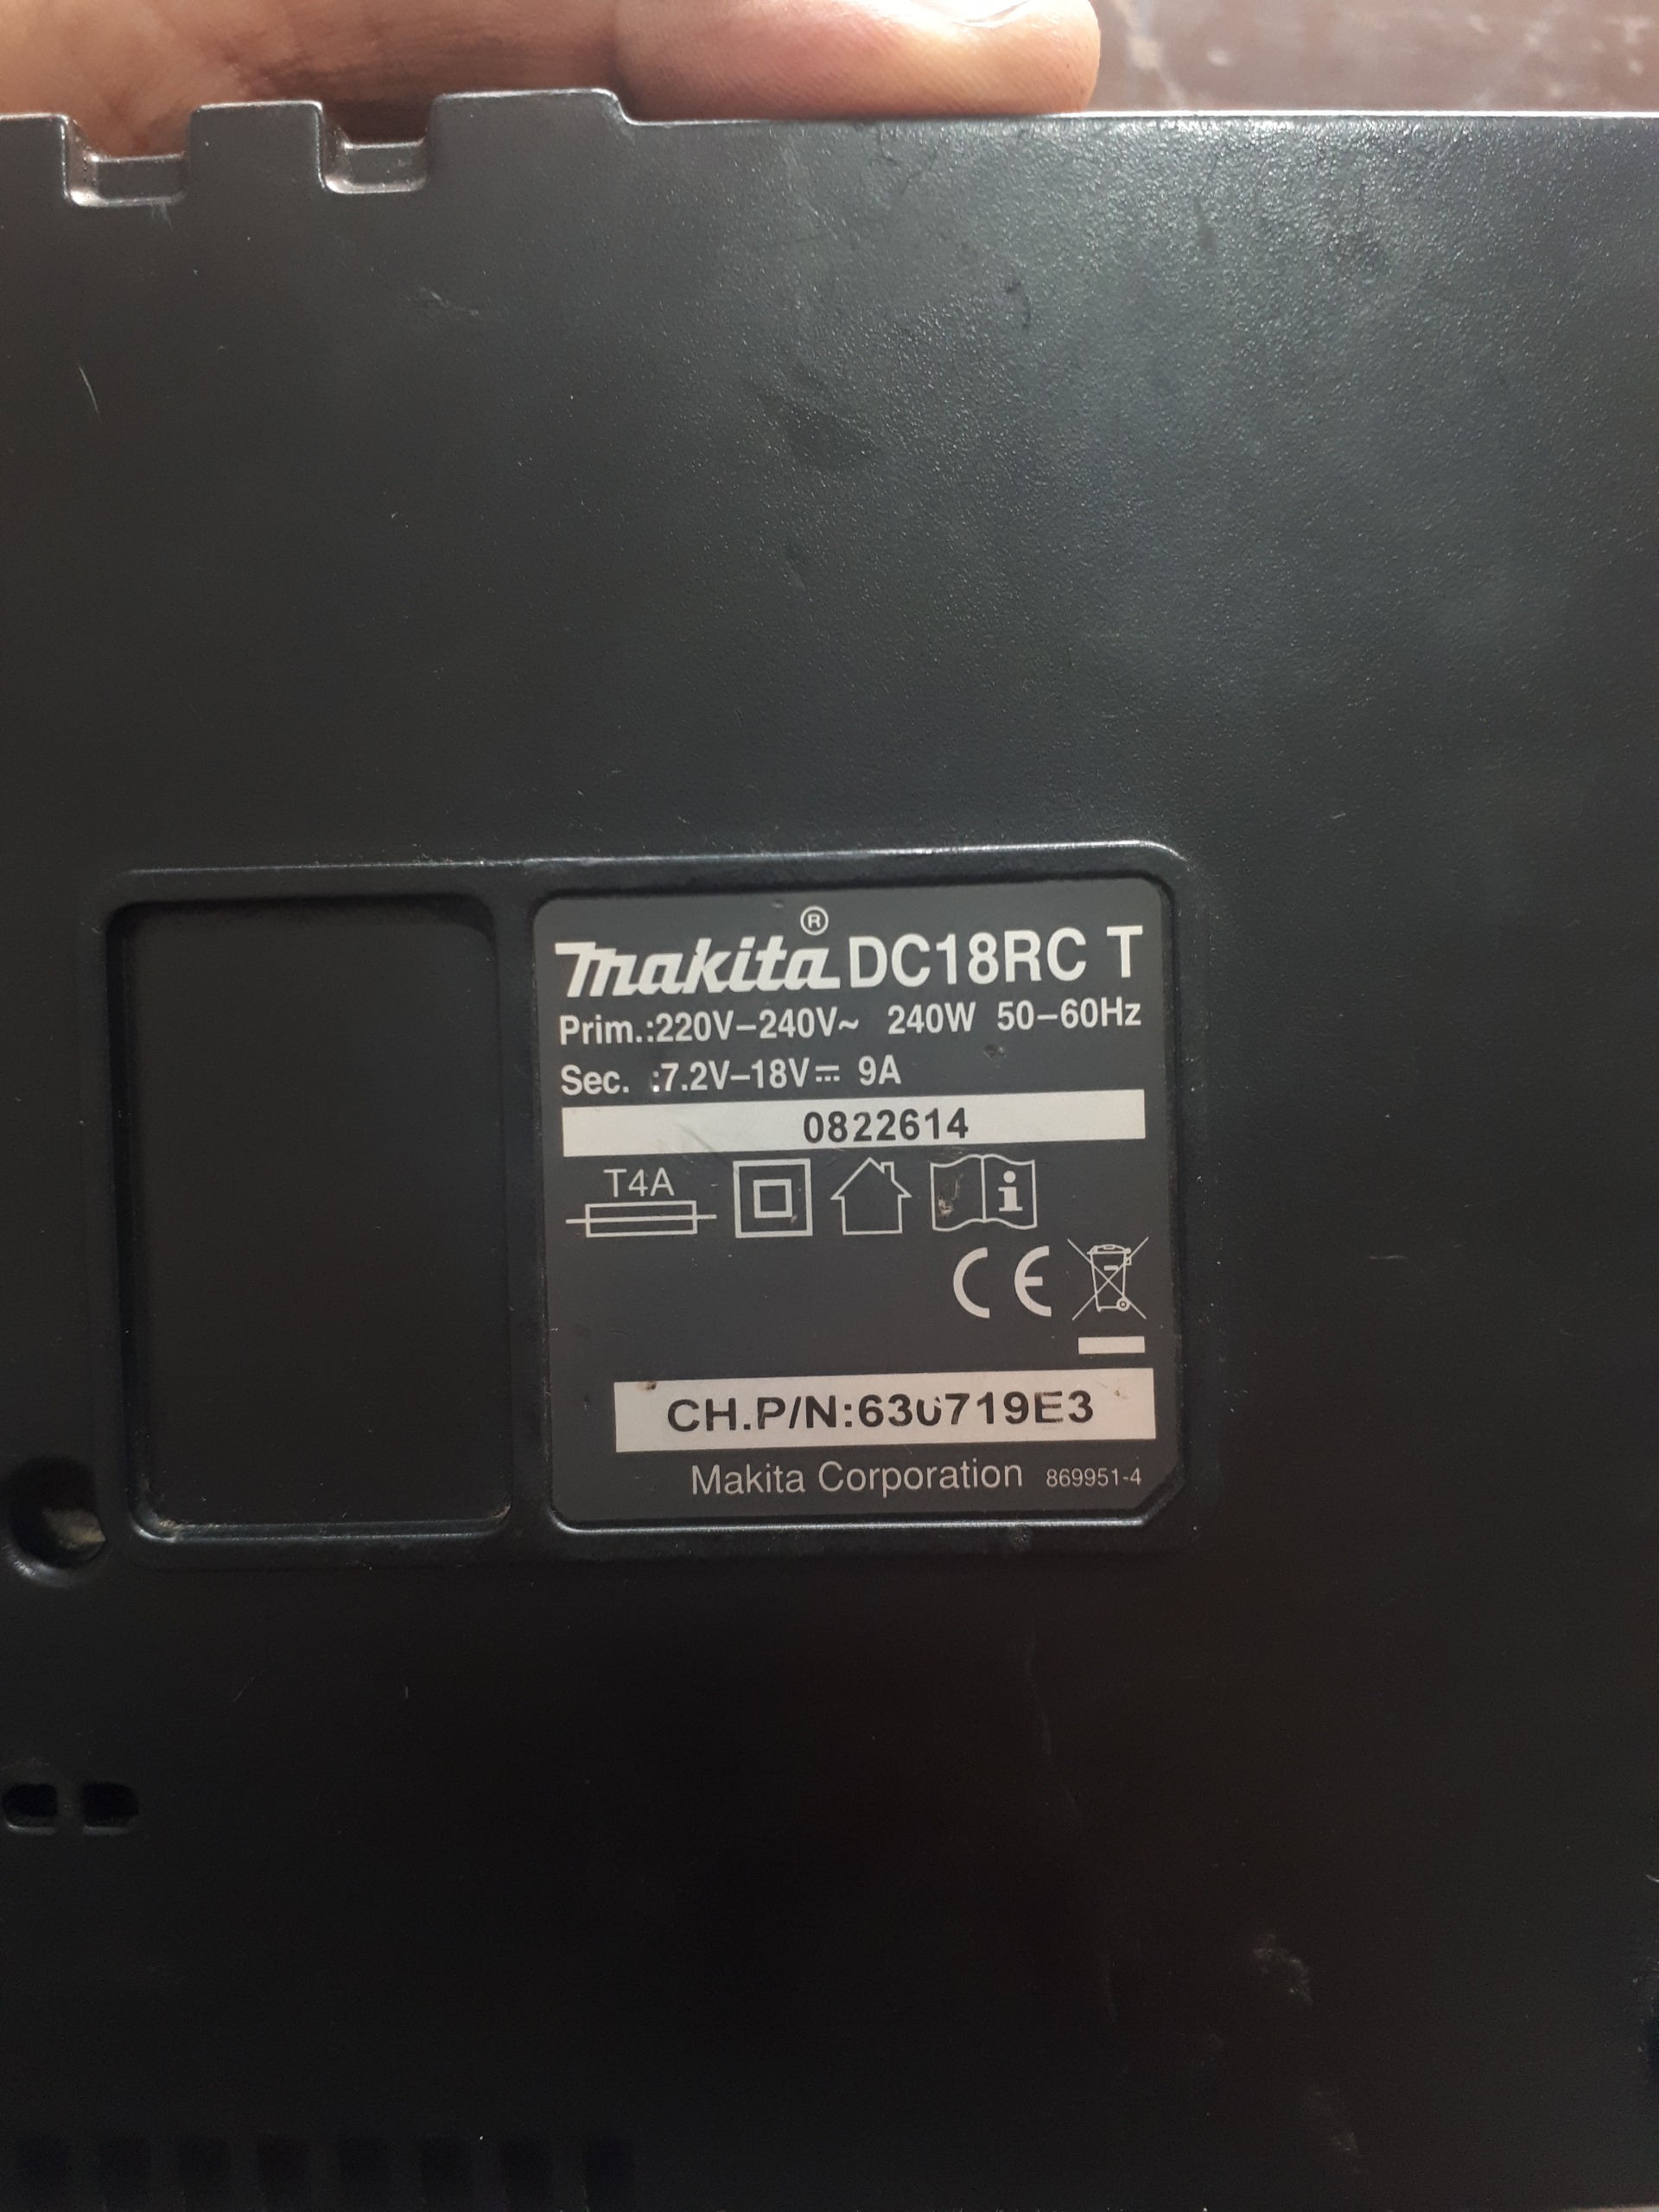 makita® DC18RC T
Prim.:220V–240V~ 240W 50–60Hz
Sec. :7.2V–18V⎓ 9A
0822614
T4A
CE
CH.P/N:630719E3
Makita Corporation 869951-4